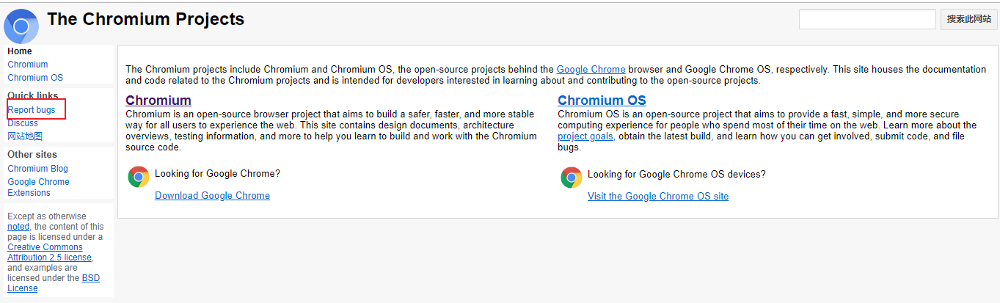 The Chromium Projects
搜索此网站
Home
Chromium
Chromium OS
Quick links
Report bugs
Discuss
网站地图
Other sites
Chromium Blog
Google Chrome
Extensions
Except as otherwise
noted, the content of this
page is licensed under a
Creative Commons
Attribution 2.5 license,
and examples are
licensed under the BSD
License.
The Chromium projects include Chromium and Chromium OS, the open-source projects behind the Google Chrome browser and Google Chrome OS, respectively. This site houses the documentation
and code related to the Chromium projects and is intended for developers interested in learning about and contributing to the open-source projects.
Chromium
Chromium is an open-source browser project that aims to build a safer, faster, and more stable
way for all users to experience the web. This site contains design documents, architecture
overviews, testing information, and more to help you learn to build and work with the Chromium
source code.
Looking for Google Chrome?
Download Google Chrome
Chromium OS
Chromium OS is an open-source project that aims to provide a fast, simple, and more secure
computing experience for people who spend most of their time on the web. Learn more about the
project goals, obtain the latest build, and learn how you can get involved, submit code, and file
bugs.
Looking for Google Chrome OS devices?
Visit the Google Chrome OS site